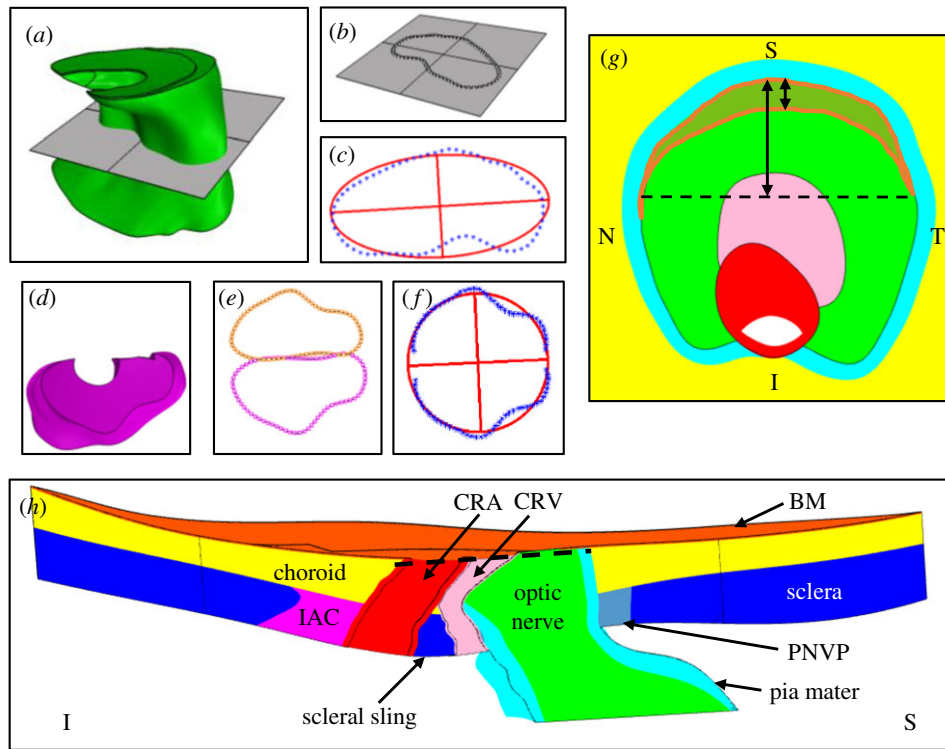 (a)
(b)
(c)
(d)
(e)
(f)
(g)
S
N
T
I
(h)
CRA
CRV
BM
choroid
IAC
optic
nerve
sclera
PNVP
scleral sling
pia mater
I
S